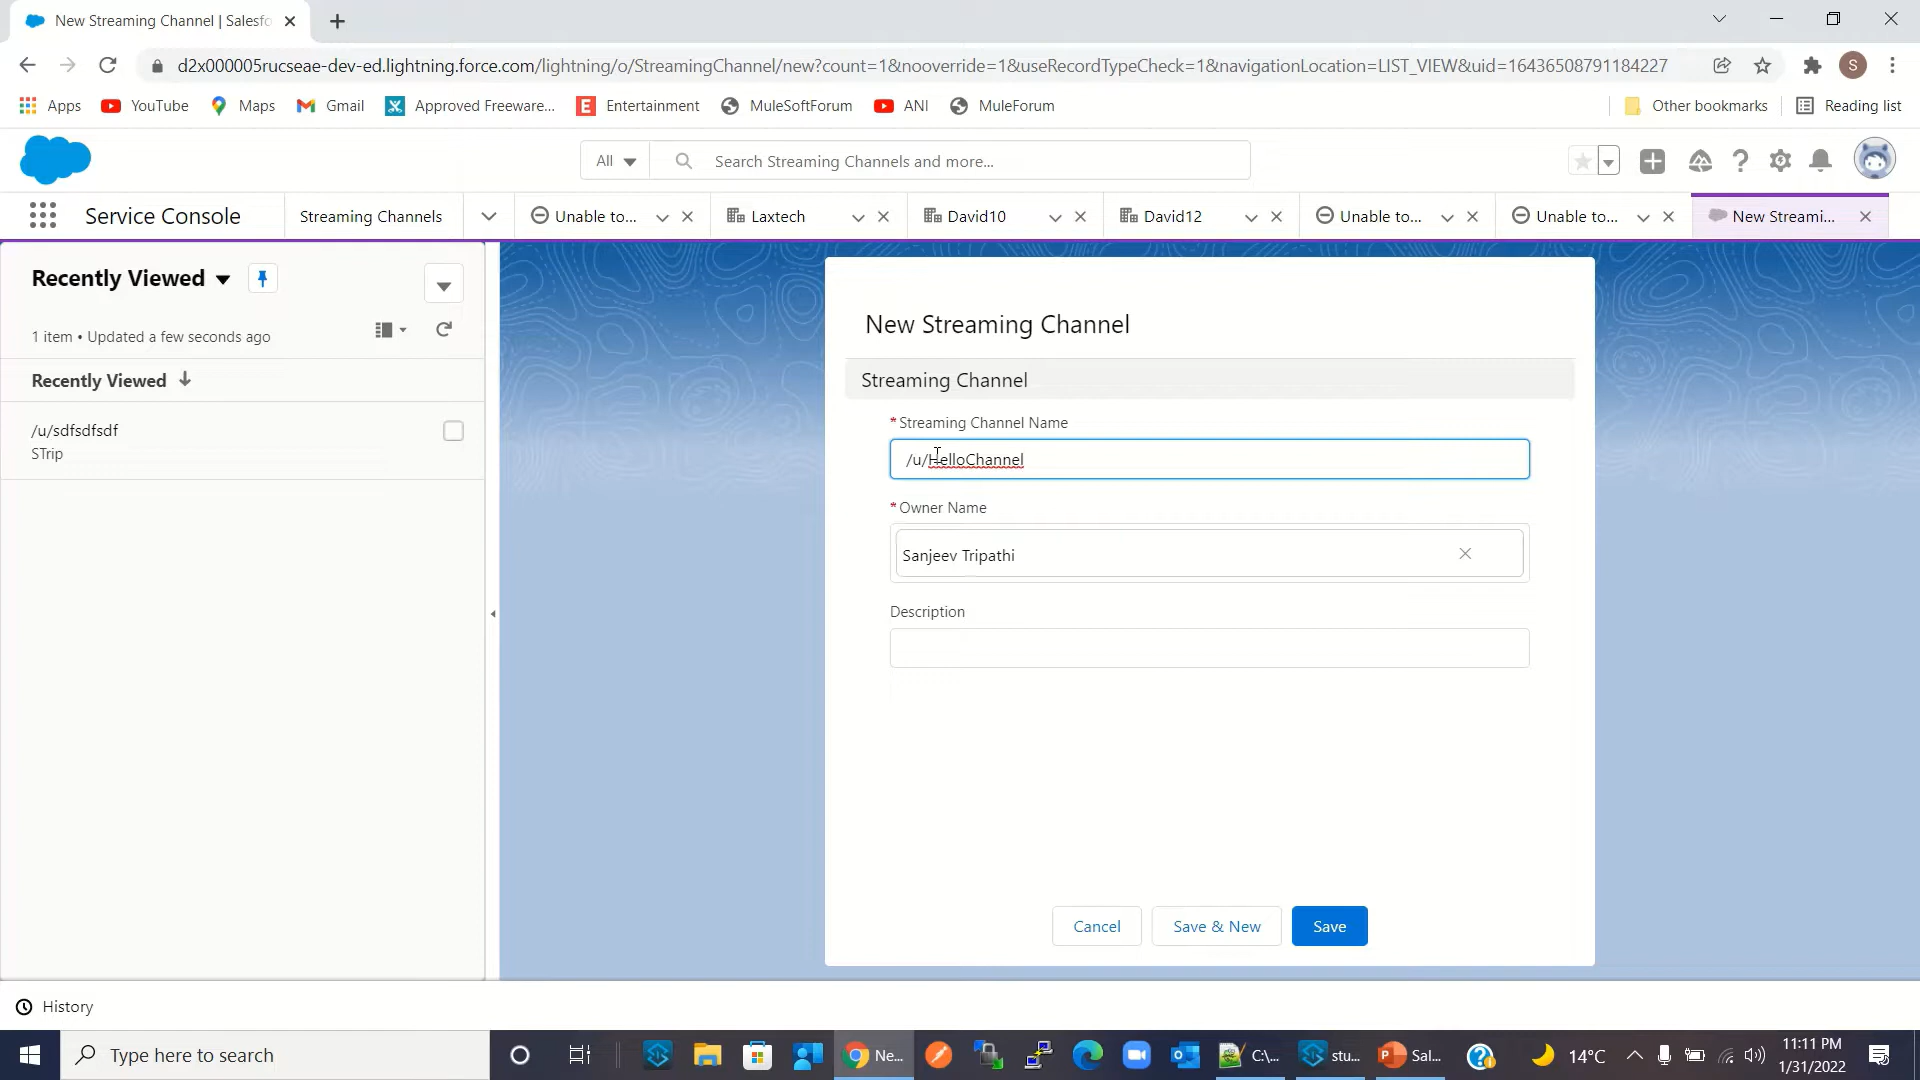 New Streaming Channel | Salesfo
d2x000005rucseae-dev-ed.lightning.force.com/lightning/o/StreamingChannel/new?count=1&nooverride=1&useRecordTypeCheck=1&navigationLocation=LIST_VIEW&uid=16436508791184227
S
Apps YouTube Maps Gmail Approved Freeware... Entertainment MuleSoftForum ANI MuleForum Other bookmarks Reading list
All Search Streaming Channels and more...
Service Console Streaming Channels Unable to... Laxtech David10 David12 Unable to... Unable to... New Streami...
Recently Viewed
1 item • Updated a few seconds ago
Recently Viewed
/u/sdfsdfsdf
STrip
New Streaming Channel
Streaming Channel
*Streaming Channel Name
/u/HelloChannel
*Owner Name
Sanjeev Tripathi
Description
Cancel Save & New Save
History
Type here to search Ne... C:\... stu... Sal... 14°C 11:11 PM
1/31/2022